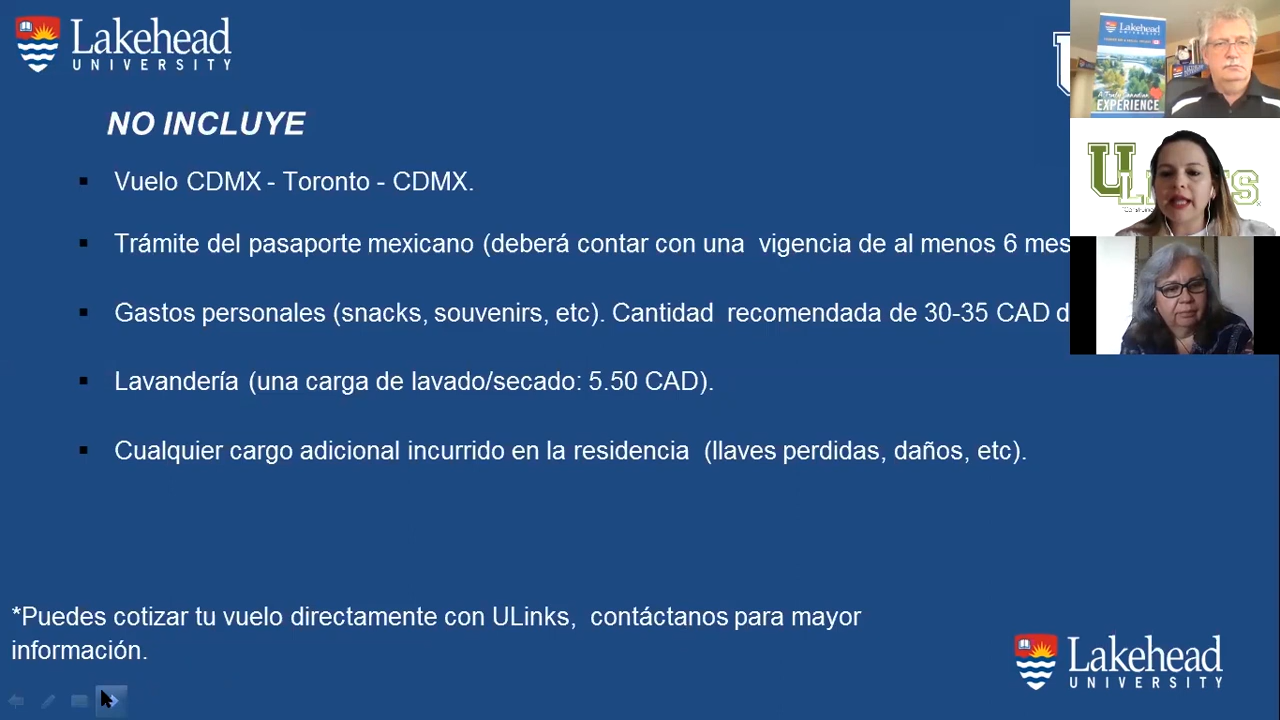 Lakehead
UNIVERSITY
NO INCLUYE
▪ Vuelo CDMX - Toronto - CDMX.
▪ Trámite del pasaporte mexicano (deberá contar con una vigencia de al menos 6 mes
▪ Gastos personales (snacks, souvenirs, etc). Cantidad recomendada de 30-35 CAD d
▪ Lavandería (una carga de lavado/secado: 5.50 CAD).
▪ Cualquier cargo adicional incurrido en la residencia (llaves perdidas, daños, etc).
*Puedes cotizar tu vuelo directamente con ULinks, contáctanos para mayor
información.
Lakehead
UNIVERSITY
Lakehead
UNIVERSITY
EXPERIENCE
U